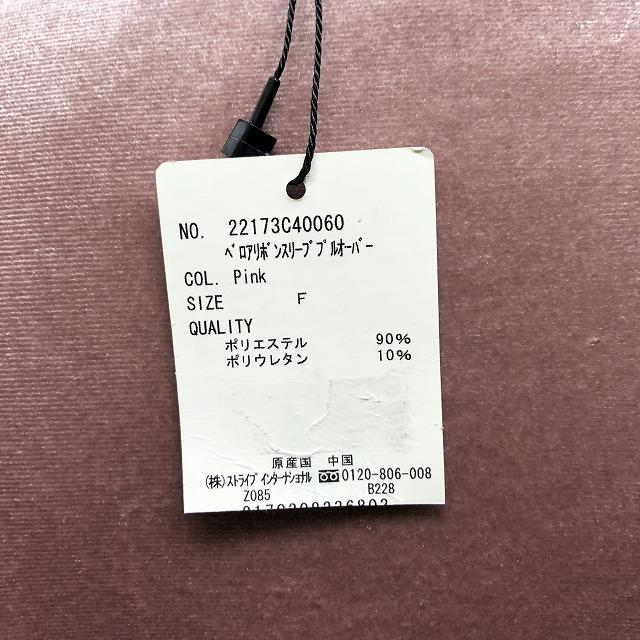 NO. 22173C40060
ﾍﾞﾛｱﾘﾎﾞﾝｽﾘｰﾌﾞﾌﾟﾙｵｰﾊﾞｰ
COL. Pink
SIZE F
QUALITY
ポリエステル 90%
ポリウレタン 10%
原産国 中国
(株)ｽﾄﾗｲﾌﾟｲﾝﾀｰﾅｼｮﾅﾙ 0120-806-008
Z085 B228